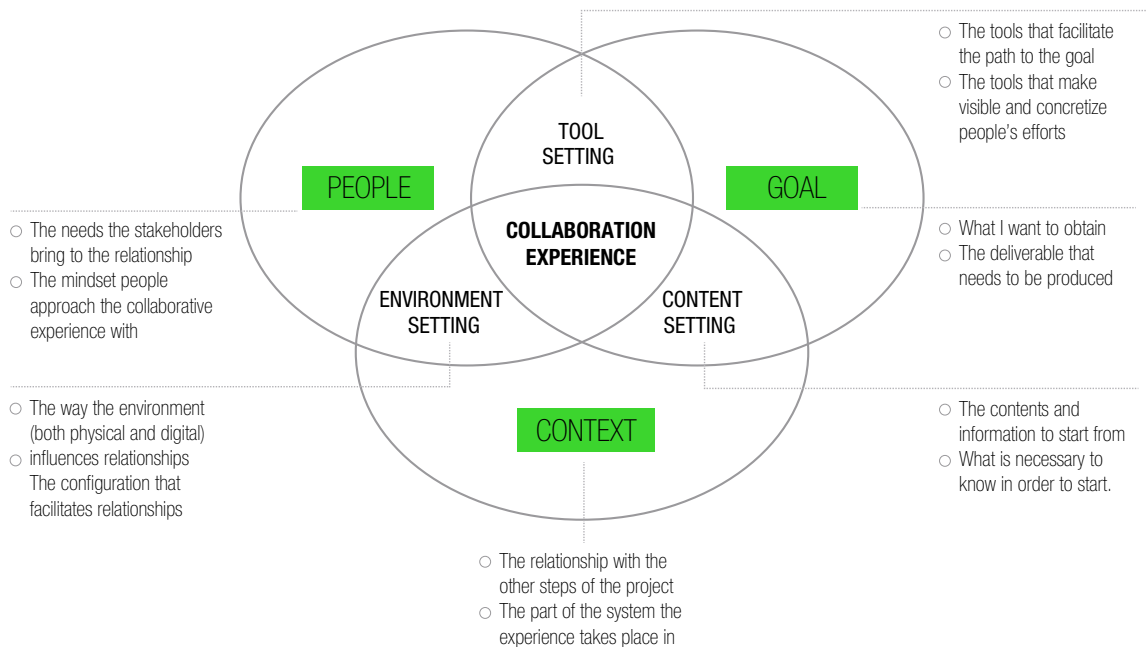 The tools that facilitate
the path to the goal
The tools that make
visible and concretize
people's efforts
TOOL
SETTING
PEOPLE
GOAL
The needs the stakeholders
bring to the relationship
The mindset people
approach the collaborative
experience with
COLLABORATION
EXPERIENCE
What I want to obtain
The deliverable that
needs to be produced
ENVIRONMENT
SETTING
CONTENT
SETTING
The way the environment
(both physical and digital)
influences relationships
The configuration that
facilitates relationships
CONTEXT
The contents and
information to start from
What is necessary to
know in order to start.
The relationship with the
other steps of the project
The part of the system the
experience takes place in